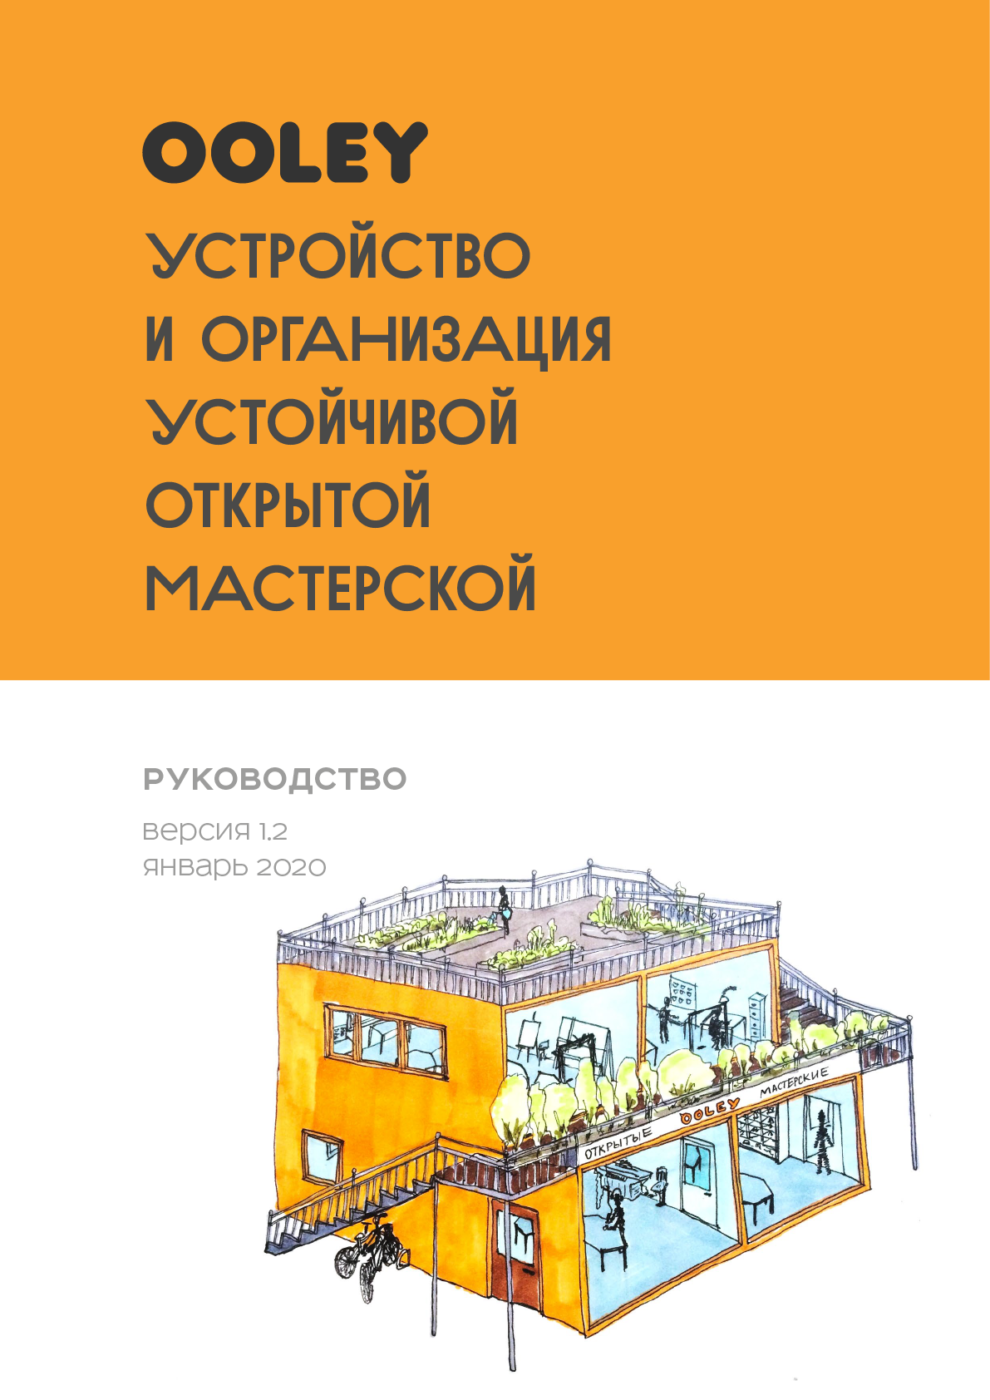 OOLEY
УСТРОЙСТВО
И ОРГАНИЗАЦИЯ
УСТОЙЧИВОЙ
ОТКРЫТОЙ
МАСТЕРСКОЙ
РУКОВОДСТВО
версия 1.2
январь 2020
ОТКРЫТЫЕ OOLEY МАСТЕРСКИЕ